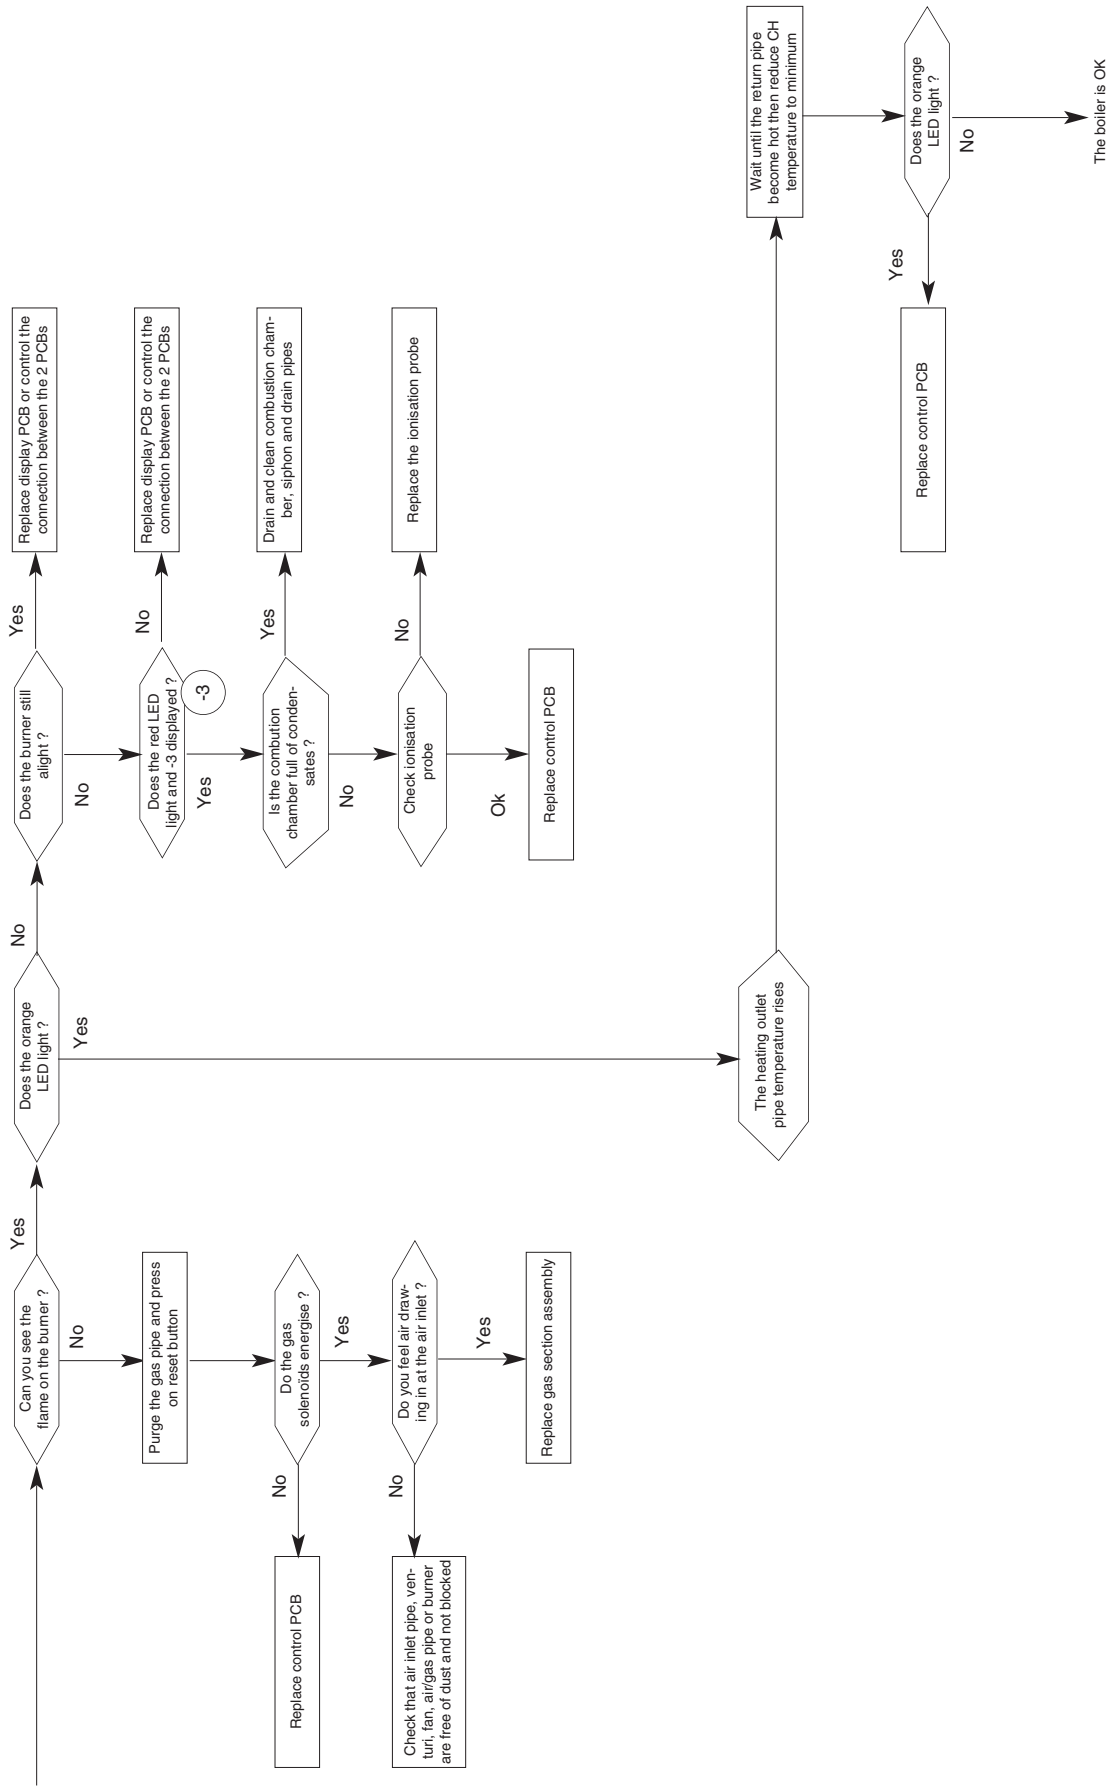 Can you see the
flame on the burner ?
Yes
No
Purge the gas pipe and press
on reset button
Do the gas
solenoïds energise ?
No
Replace control PCB
Yes
Do you feel air draw-
ing in at the air inlet ?
No
Check that air inlet pipe, ven-
turi, fan, air/gas pipe or burner
are free of dust and not blocked
Yes
Replace gas section assembly
Does the orange
LED light ?
No
Yes
Does the burner still
alight ?
Yes
Replace display PCB or control the
connection between the 2 PCBs
No
Does the red LED
light and -3 displayed ?
-3
No
Replace display PCB or control the
connection between the 2 PCBs
Yes
Is the combution
chamber full of conden-
sates ?
Yes
Drain and clean combustion cham-
ber, siphon and drain pipes
No
Check ionisation
probe
No
Replace the ionisation probe
Ok
Replace control PCB
The heating outlet
pipe temperature rises
Wait until the return pipe
become hot then reduce CH
temperature to minimum
Does the orange
LED light ?
Yes
Replace control PCB
No
The boiler is OK